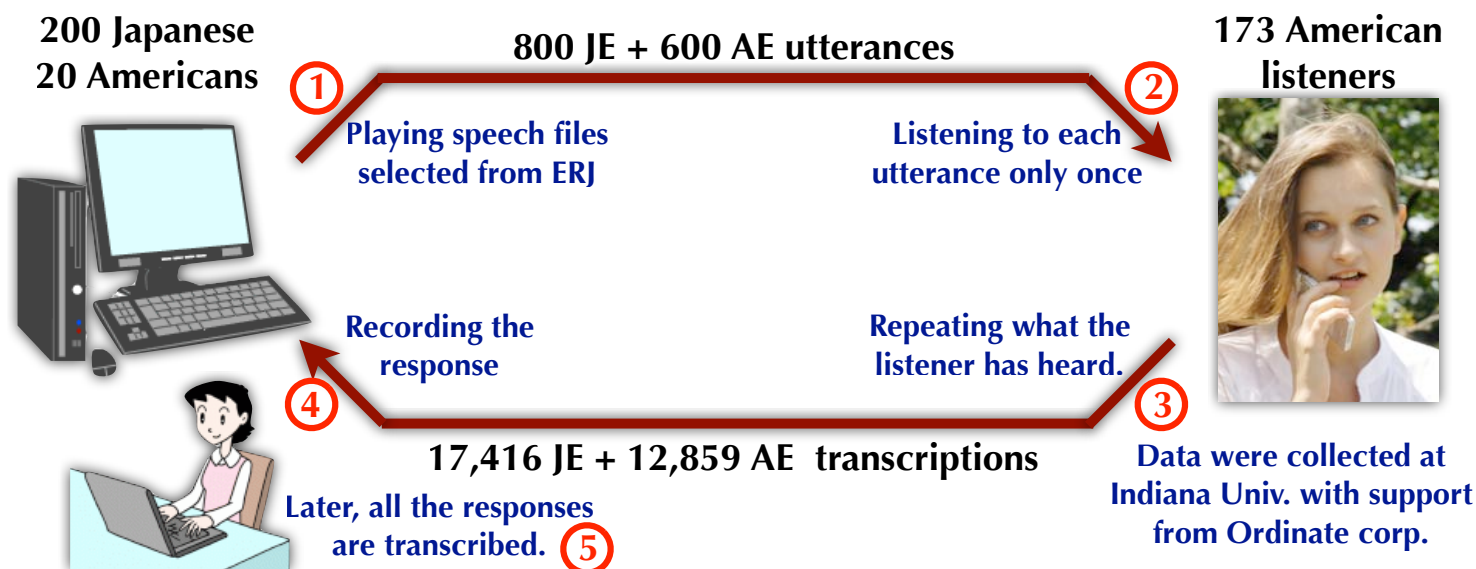 200 Japanese
20 Americans
800 JE + 600 AE utterances
173 American
listeners
1
2
Playing speech files
selected from ERJ
Listening to each
utterance only once
Recording the
response
Repeating what the
listener has heard.
4
3
17,416 JE + 12,859 AE transcriptions
Data were collected at
Indiana Univ. with support
from Ordinate corp.
Later, all the responses
are transcribed. 5